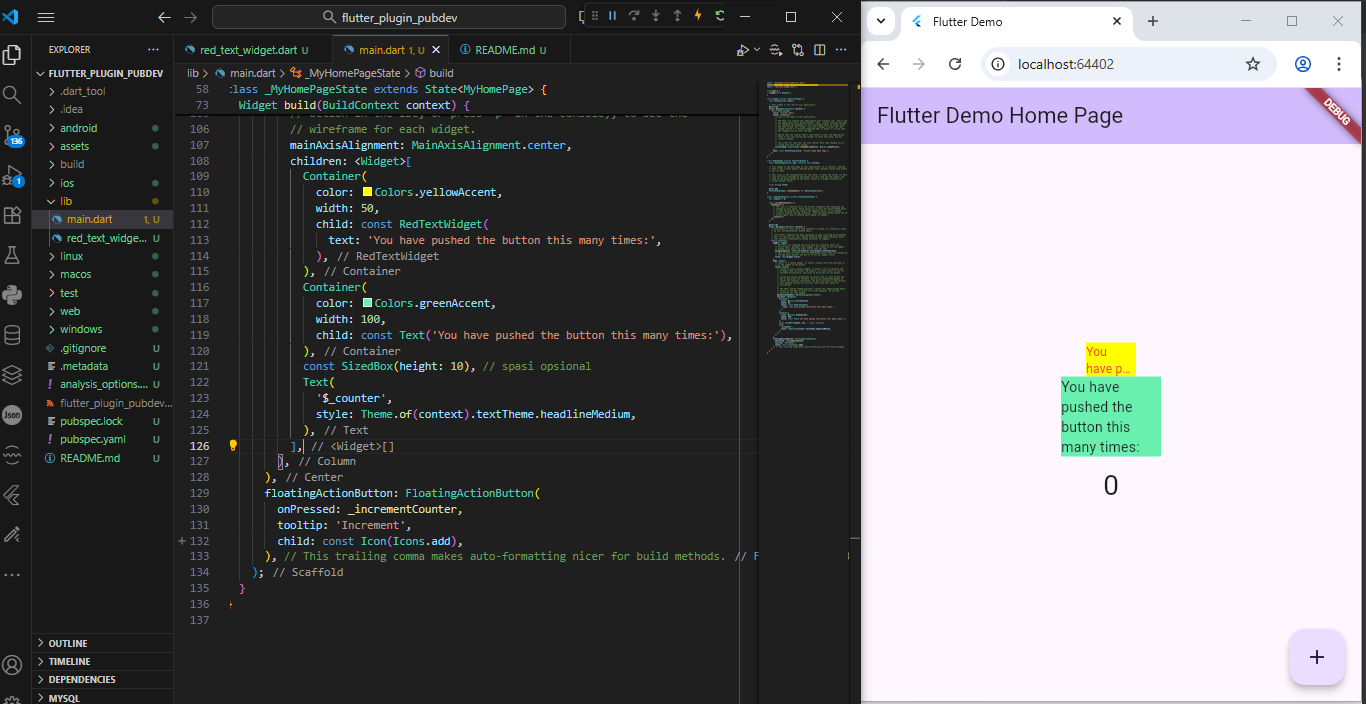 flutter_plugin_pubdev
EXPLORER
FLUTTER_PLUGIN_PUBDEV
.dart_tool
.idea
android
assets
build
ios
lib
main.dart 1, U
red_text_widge... U
linux
macos
test
web
windows
.gitignore U
.metadata U
analysis_options.... U
flutter_plugin_pubdev...
pubspec.lock U
pubspec.yaml U
README.md U
OUTLINE
TIMELINE
DEPENDENCIES
MYSQL
136
1
Json
red_text_widget.dart U
main.dart 1, U
README.md U
lib > main.dart > _MyHomePageState > build
58 class _MyHomePageState extends State<MyHomePage> {
73 Widget build(BuildContext context) {
106 // wireframe for each widget.
107 mainAxisAlignment: MainAxisAlignment.center,
108 children: <Widget>[
109 Container(
110 color: Colors.yellowAccent,
111 width: 50,
112 child: const RedTextWidget(
113 text: 'You have pushed the button this many times:',
114 ), // RedTextWidget
115 ), // Container
116 Container(
117 color: Colors.greenAccent,
118 width: 100,
119 child: const Text('You have pushed the button this many times:'),
120 ), // Container
121 const SizedBox(height: 10), // spasi opsional
122 Text(
123 '$_counter',
124 style: Theme.of(context).textTheme.headlineMedium,
125 ), // Text
126 ], // <Widget>[]
127 ), // Column
128 ), // Center
129 floatingActionButton: FloatingActionButton(
130 onPressed: _incrementCounter,
131 tooltip: 'Increment',
132 child: const Icon(Icons.add),
133 ), // This trailing comma makes auto-formatting nicer for build methods. // F
134 ); // Scaffold
135 }
136 }
137
Flutter Demo
localhost:64402
Flutter Demo Home Page
DEBUG
You
have p...
You have
pushed the
button this
many times:
0